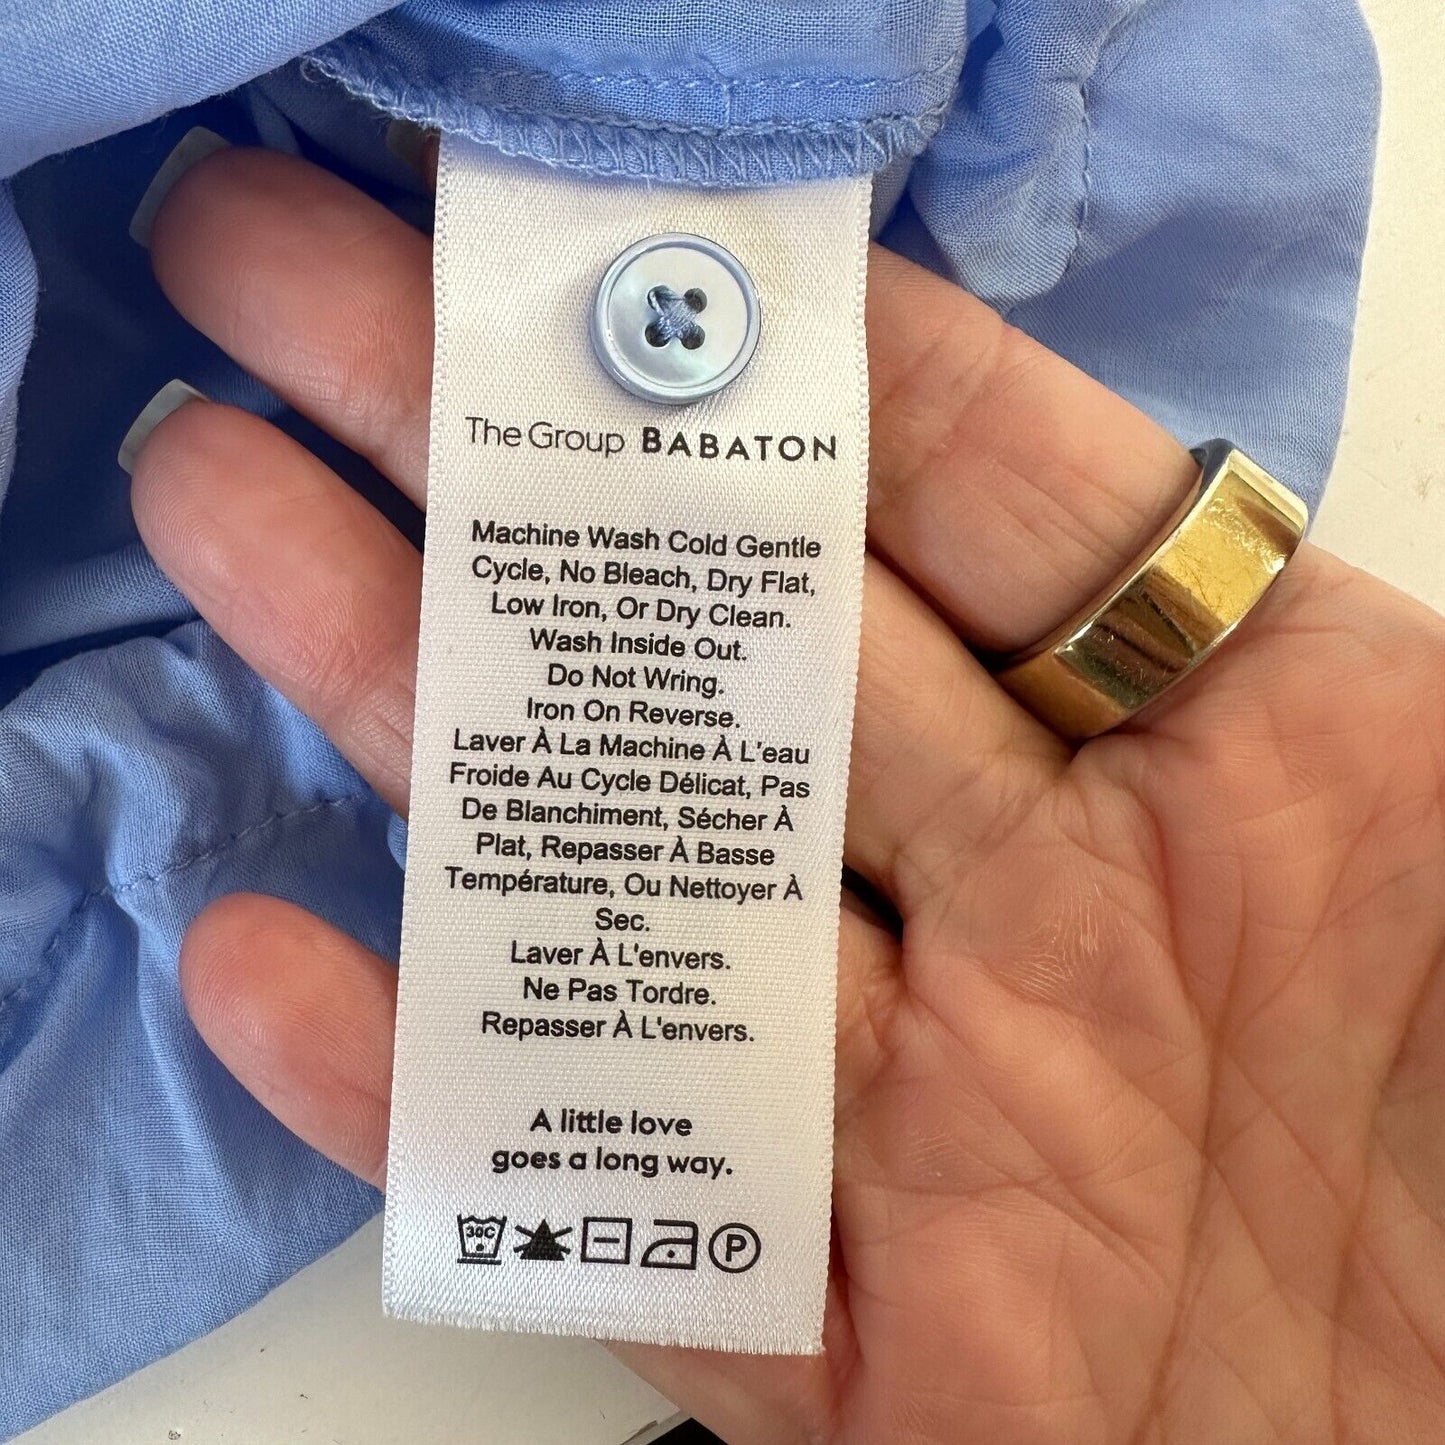 The Group BABATON
Machine Wash Cold Gentle
Cycle, No Bleach, Dry Flat,
Low Iron, Or Dry Clean.
Wash Inside Out.
Do Not Wring.
Iron On Reverse.
Laver À La Machine À L'eau
Froide Au Cycle Délicat, Pas
De Blanchiment, Sécher À
Plat, Repasser À Basse
Température, Ou Nettoyer À
Sec.
Laver À L'envers.
Ne Pas Tordre.
Repasser À L'envers.
A little love
goes a long way.
30C P